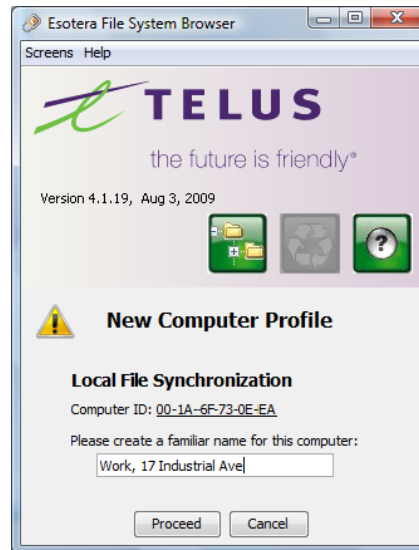 Esotera File System Browser
Screens Help
TELUS
the future is friendly®
Version 4.1.19, Aug 3, 2009
?
New Computer Profile
Local File Synchronization
Computer ID: 00-1A-6F-73-0E-EA
Please create a familiar name for this computer:
Work, 17 Industrial Ave
Proceed Cancel